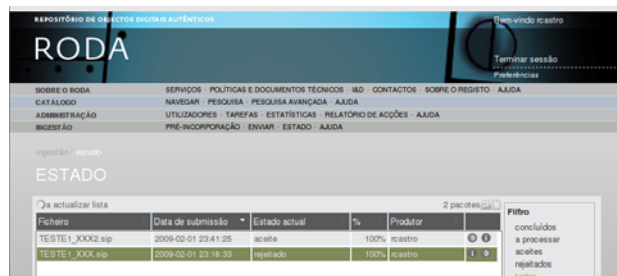 REPOSITÓRIO DE OBJECTOS DIGITAIS AUTÊNTICOS
Bem-vindo rcastro
RODA
Terminar sessão
Preferências
SOBRE O RODA SERVIÇOS · POLÍTICAS E DOCUMENTOS TÉCNICOS · I&D · CONTACTOS · SOBRE O REGISTO · AJUDA
CATÁLOGO NAVEGAR · PESQUISA · PESQUISA AVANÇADA · AJUDA
ADMINISTRAÇÃO UTILIZADORES · TAREFAS · ESTATÍSTICAS · RELATÓRIO DE ACÇÕES · AJUDA
INGESTÃO PRÉ-INCORPORAÇÃO · ENVIAR · ESTADO · AJUDA
ingestão / estado
ESTADO
a actualizar lista 2 pacotes
Ficheiro Data de submissão Estado actual % Produtor
TESTE1_XXX2.sip 2009-02-01 23:41:25 aceite 100% rcastro
TESTE1_XXX.sip 2009-02-01 23:18:33 rejeitado 100% rcastro
Filtro
concluídos
a processar
aceites
rejeitados